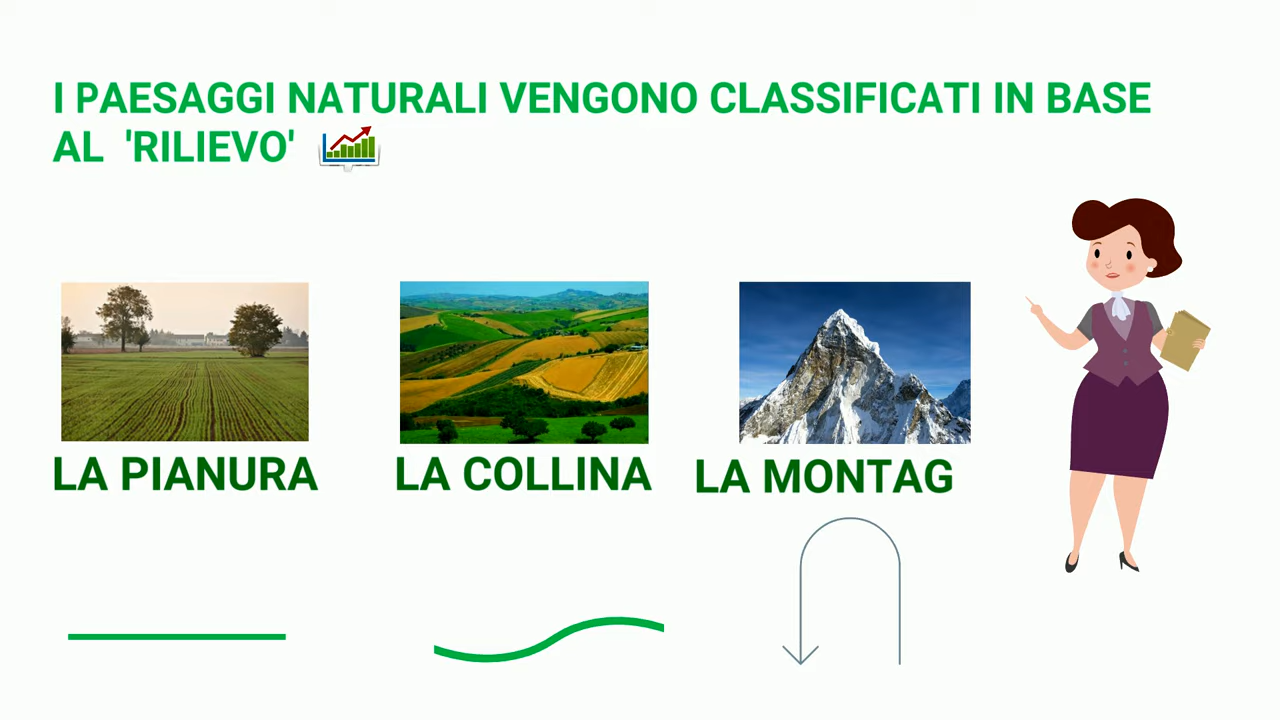 I PAESAGGI NATURALI VENGONO CLASSIFICATI IN BASE
AL 'RILIEVO'
LA PIANURA
LA COLLINA
LA MONTAG